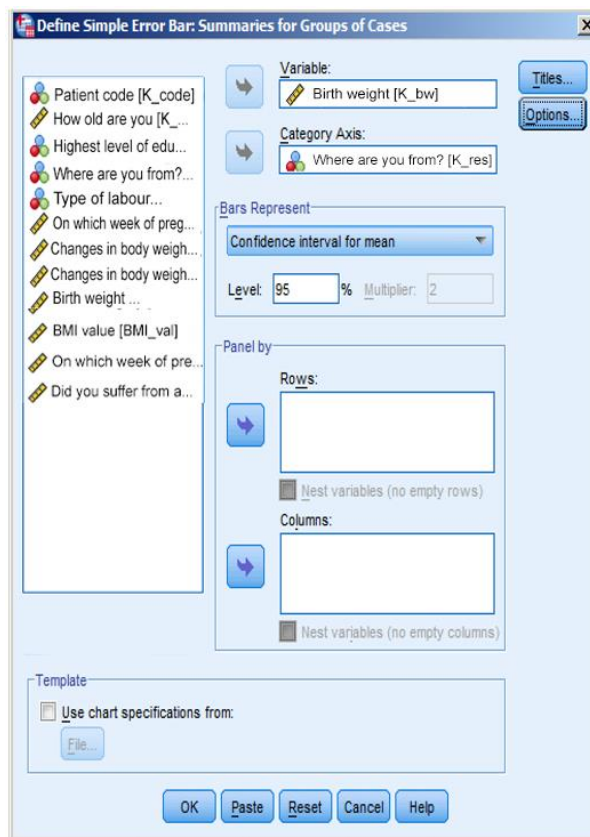 Define Simple Error Bar: Summaries for Groups of Cases
Patient code [K_code]
How old are you [K_...
Highest level of edu...
Where are you from?...
Type of labour...
On which week of preg...
Changes in body weigh...
Changes in body weigh...
Birth weight ...
BMI value [BMI_val]
On which week of pre...
Did you suffer from a...
Variable:
Birth weight [K_bw]
Category Axis:
Where are you from? [K_res]
Titles...
Options...
Bars Represent
Confidence interval for mean
Level: 95 % Multiplier: 2
Panel by
Rows:
Nest variables (no empty rows)
Columns:
Nest variables (no empty columns)
Template
Use chart specifications from:
File...
OK Paste Reset Cancel Help